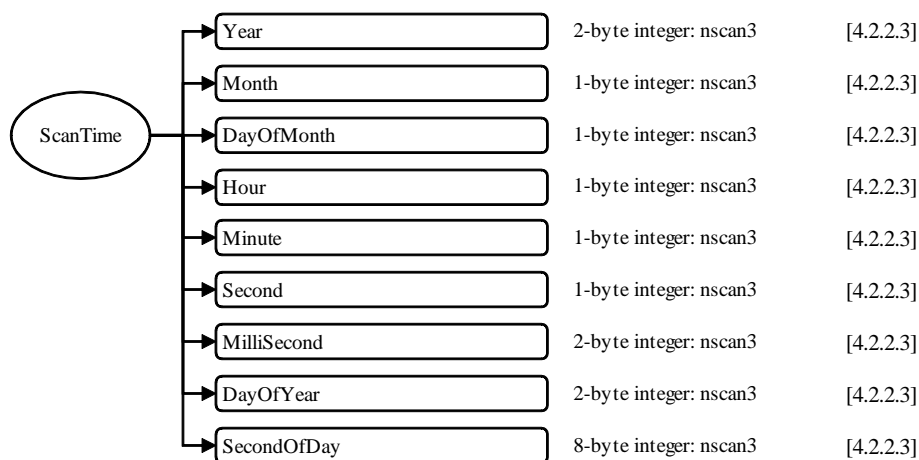 Year 2-byte integer: nscan3 [4.2.2.3]
Month 1-byte integer: nscan3 [4.2.2.3]
ScanTime DayOfMonth 1-byte integer: nscan3 [4.2.2.3]
Hour 1-byte integer: nscan3 [4.2.2.3]
Minute 1-byte integer: nscan3 [4.2.2.3]
Second 1-byte integer: nscan3 [4.2.2.3]
MilliSecond 2-byte integer: nscan3 [4.2.2.3]
DayOfYear 2-byte integer: nscan3 [4.2.2.3]
SecondOfDay 8-byte integer: nscan3 [4.2.2.3]